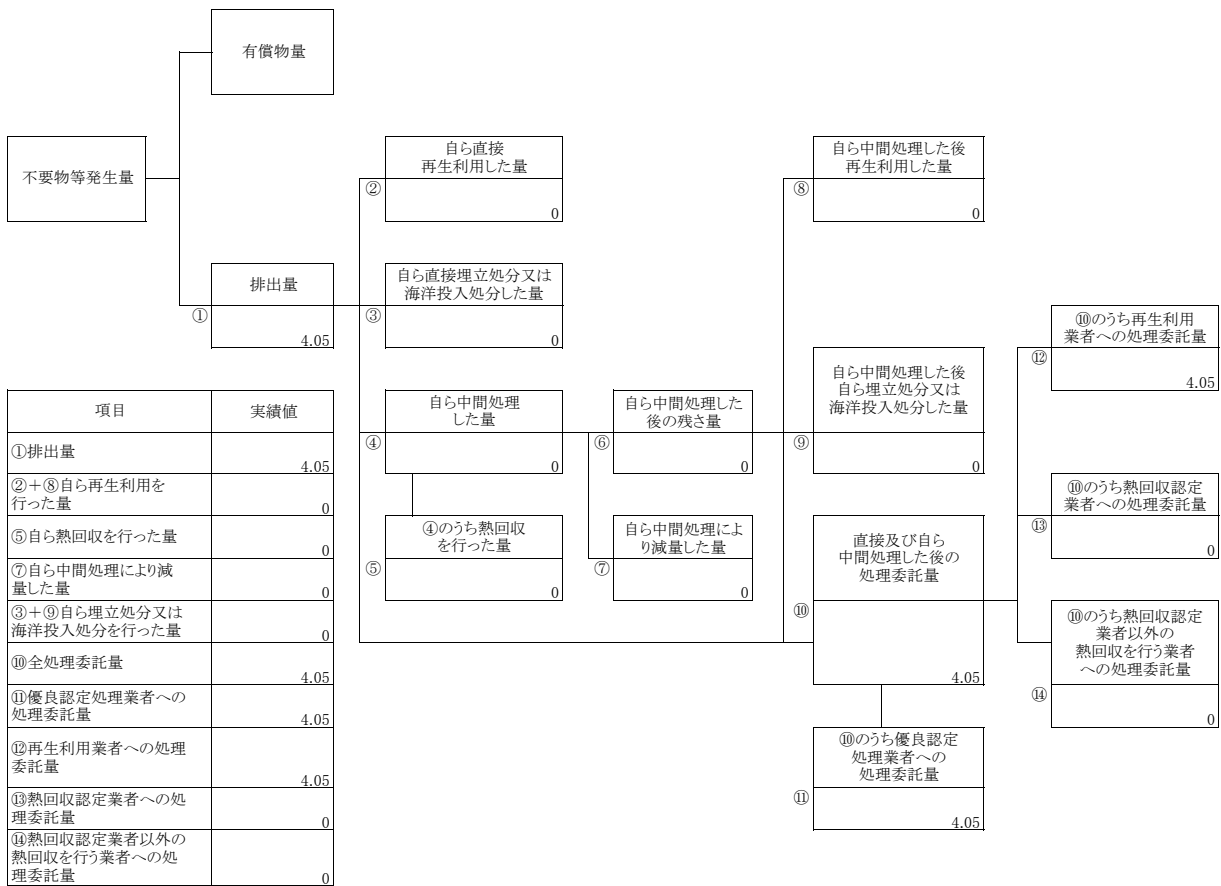 有償物量
不要物等発生量
排出量
①
4.05
自ら直接
再生利用した量
②
0
自ら直接埋立処分又は
海洋投入処分した量
③
0
自ら中間処理
した量
④
0
④のうち熱回収
を行った量
⑤
0
自ら中間処理した
後の残さ量
⑥
0
自ら中間処理によ
り減量した量
⑦
0
自ら中間処理した後
再生利用した量
⑧
0
自ら中間処理した後
自ら埋立処分又は
海洋投入処分した量
⑨
0
直接及び自ら
中間処理した後の
処理委託量
⑩
4.05
⑩のうち優良認定
処理業者への
処理委託量
⑪
4.05
⑩のうち再生利用
業者への処理委託量
⑫
4.05
⑩のうち熱回収認定
業者への処理委託量
⑬
0
⑩のうち熱回収認定
業者以外の
熱回収を行う業者
への処理委託量
⑭
0
項目 実績値
①排出量
4.05
②+⑧自ら再生利用を
行った量
0
⑤自ら熱回収を行った量
0
⑦自ら中間処理により減
量した量
0
③+⑨自ら埋立処分又は
海洋投入処分を行った量
0
⑩全処理委託量
4.05
⑪優良認定処理業者への
処理委託量
4.05
⑫再生利用業者への処理
委託量
4.05
⑬熱回収認定業者への処
理委託量
0
⑭熱回収認定業者以外の
熱回収を行う業者への処
理委託量
0